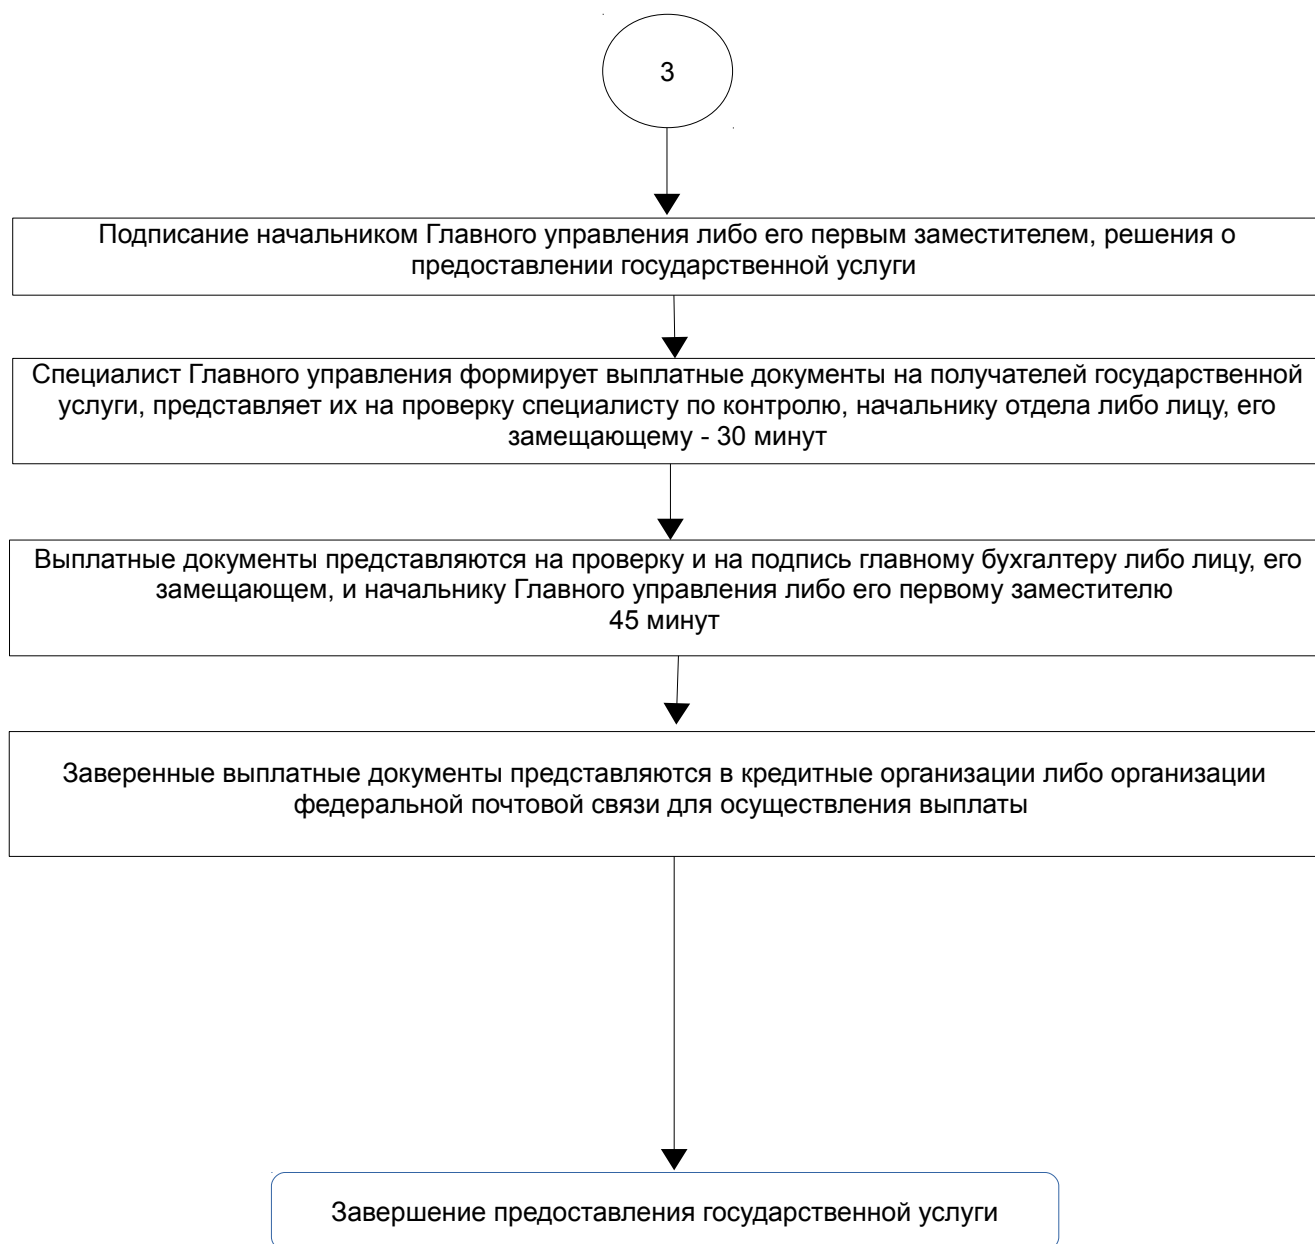 3
Подписание начальником Главного управления либо его первым заместителем, решения о
предоставлении государственной услуги
Специалист Главного управления формирует выплатные документы на получателей государственной
услуги, представляет их на проверку специалисту по контролю, начальнику отдела либо лицу, его
замещающему - 30 минут
Выплатные документы представляются на проверку и на подпись главному бухгалтеру либо лицу, его
замещающем, и начальнику Главного управления либо его первому заместителю
45 минут
Заверенные выплатные документы представляются в кредитные организации либо организации
федеральной почтовой связи для осуществления выплаты
Завершение предоставления государственной услуги